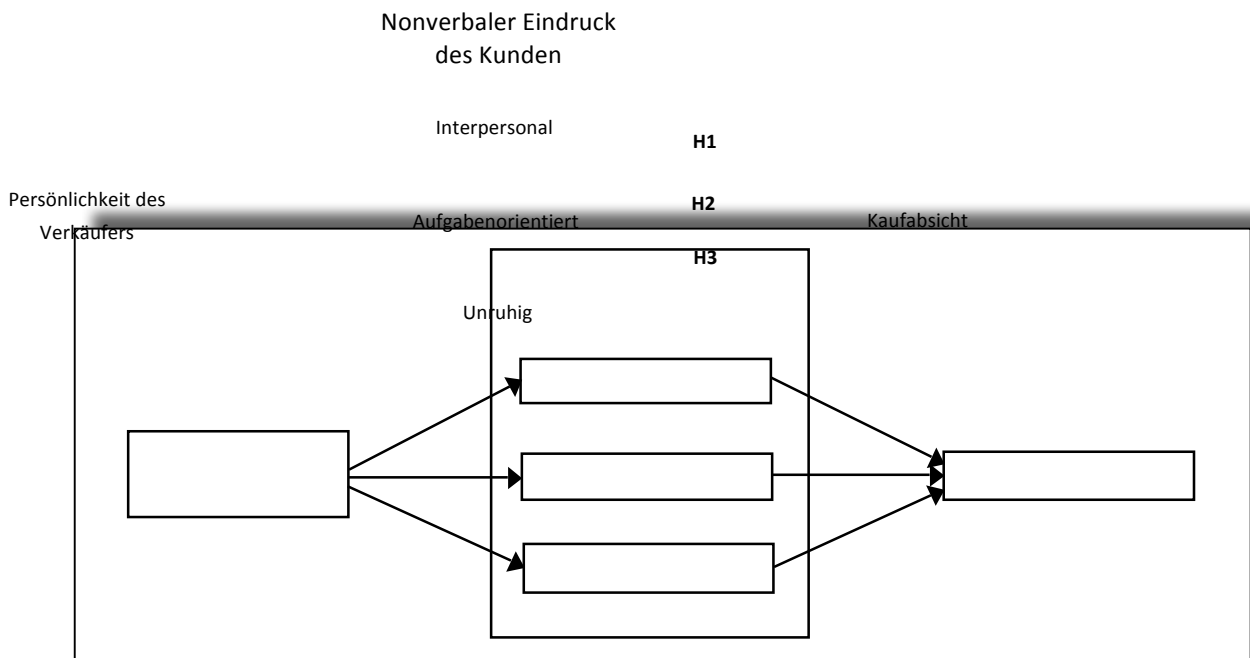 Nonverbaler Eindruck
des Kunden
Interpersonal
H1
Persönlichkeit des
Verkäufers
H2
Aufgabenorientiert
Kaufabsicht
H3
Unruhig